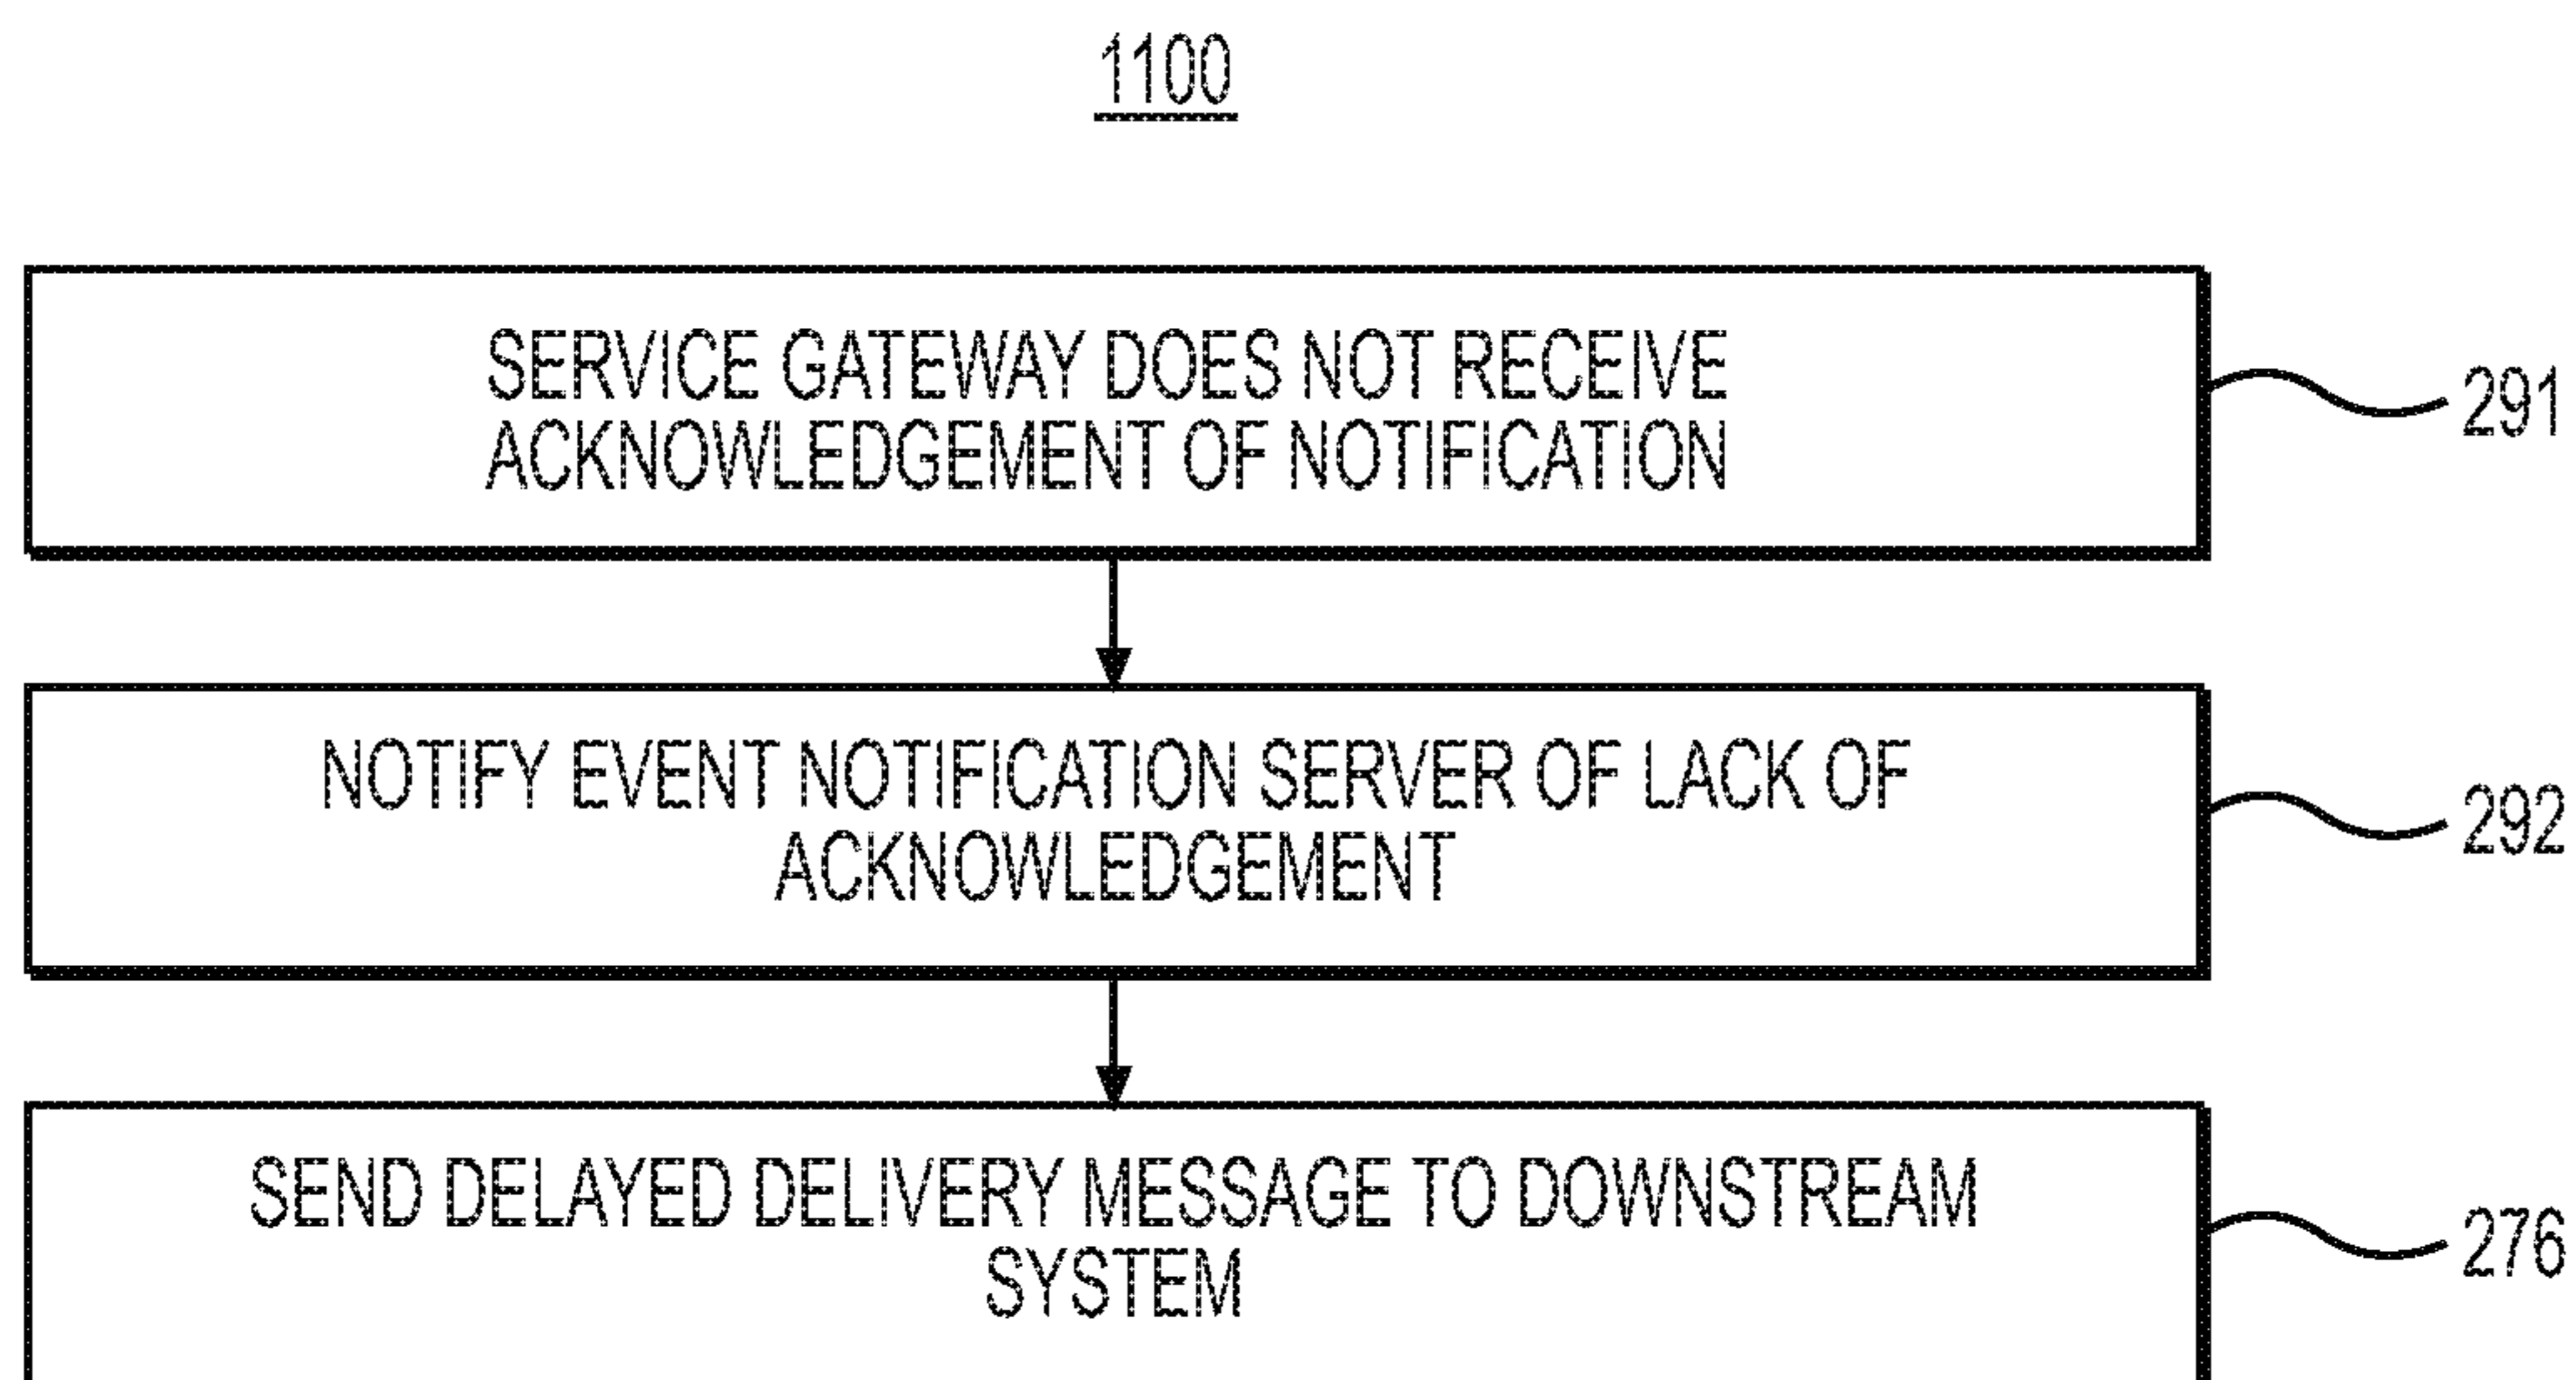 1100
SERVICE GATEWAY DOES NOT RECEIVE
ACKNOWLEDGEMENT OF NOTIFICATION
291
NOTIFY EVENT NOTIFICATION SERVER OF LACK OF
ACKNOWLEDGEMENT
292
SEND DELAYED DELIVERY MESSAGE TO DOWNSTREAM
SYSTEM
276